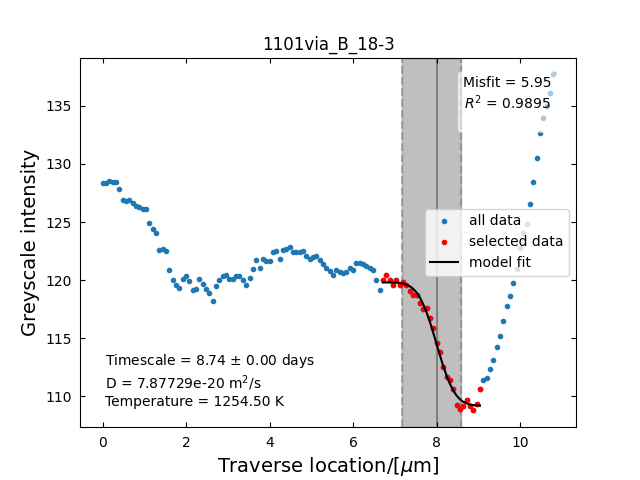 1101via_B_18-3
Misfit = 5.95
R² = 0.9895
135
130
125
120
115
110
Greyscale intensity
all data
selected data
model fit
Timescale = 8.74 ± 0.00 days
D = 7.87729e-20 m²/s
Temperature = 1254.50 K
0 2 4 6 8 10
Traverse location/[μm]